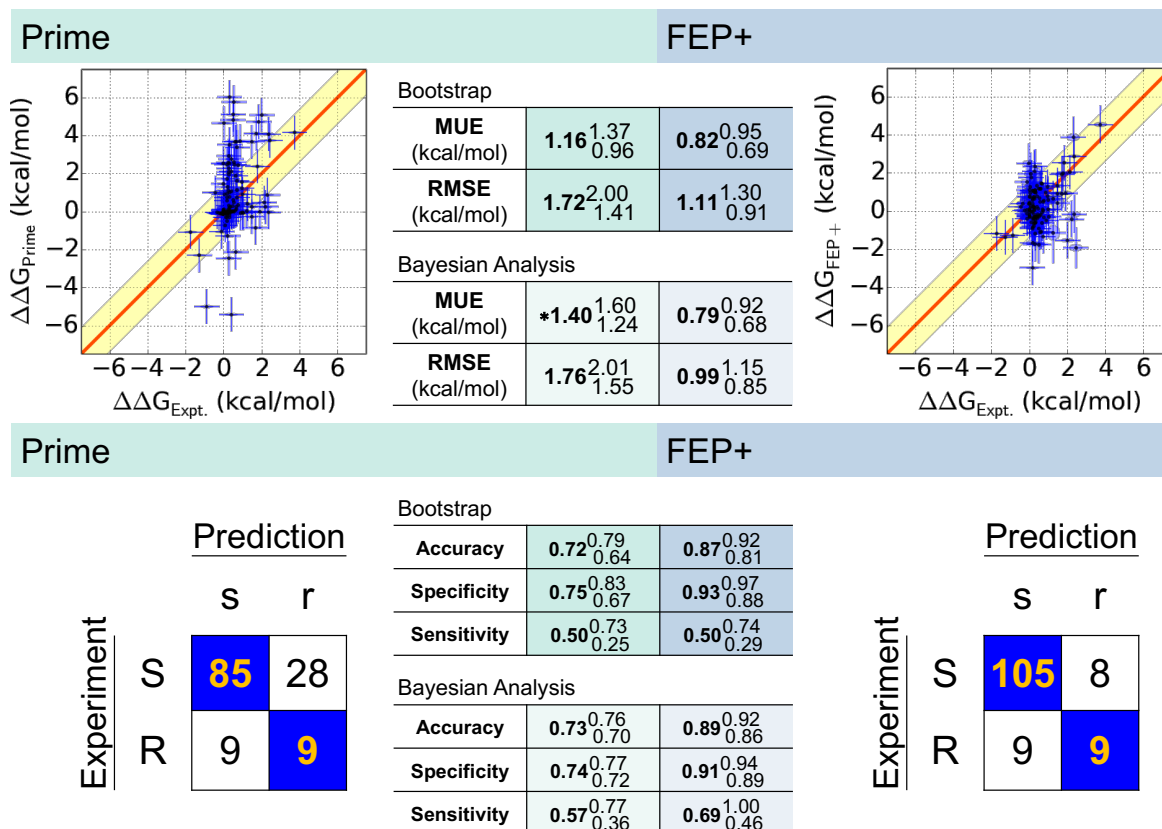 Prime FEP+
6
4
2
0
−2
−4
−6
ΔΔG_Prime (kcal/mol)
−6 −4 −2 0 2 4 6
ΔΔG_Expt. (kcal/mol)
Bootstrap
MUE (kcal/mol) 1.16 1.37 0.96 0.82 0.95 0.69
RMSE (kcal/mol) 1.72 2.00 1.41 1.11 1.30 0.91
Bayesian Analysis
MUE (kcal/mol) *1.40 1.60 1.24 0.79 0.92 0.68
RMSE (kcal/mol) 1.76 2.01 1.55 0.99 1.15 0.85
6
4
2
0
−2
−4
−6
ΔΔG_FEP+ (kcal/mol)
−6 −4 −2 0 2 4 6
ΔΔG_Expt. (kcal/mol)
Prime FEP+
Prediction
s r
Experiment
S 85 28
R 9 9
Bootstrap
Accuracy 0.72 0.79 0.64 0.87 0.92 0.81
Specificity 0.75 0.83 0.67 0.93 0.97 0.88
Sensitivity 0.50 0.73 0.25 0.50 0.74 0.29
Bayesian Analysis
Accuracy 0.73 0.76 0.70 0.89 0.92 0.86
Specificity 0.74 0.77 0.72 0.91 0.94 0.89
Sensitivity 0.57 0.77 0.36 0.69 1.00 0.46
Prediction
s r
Experiment
S 105 8
R 9 9